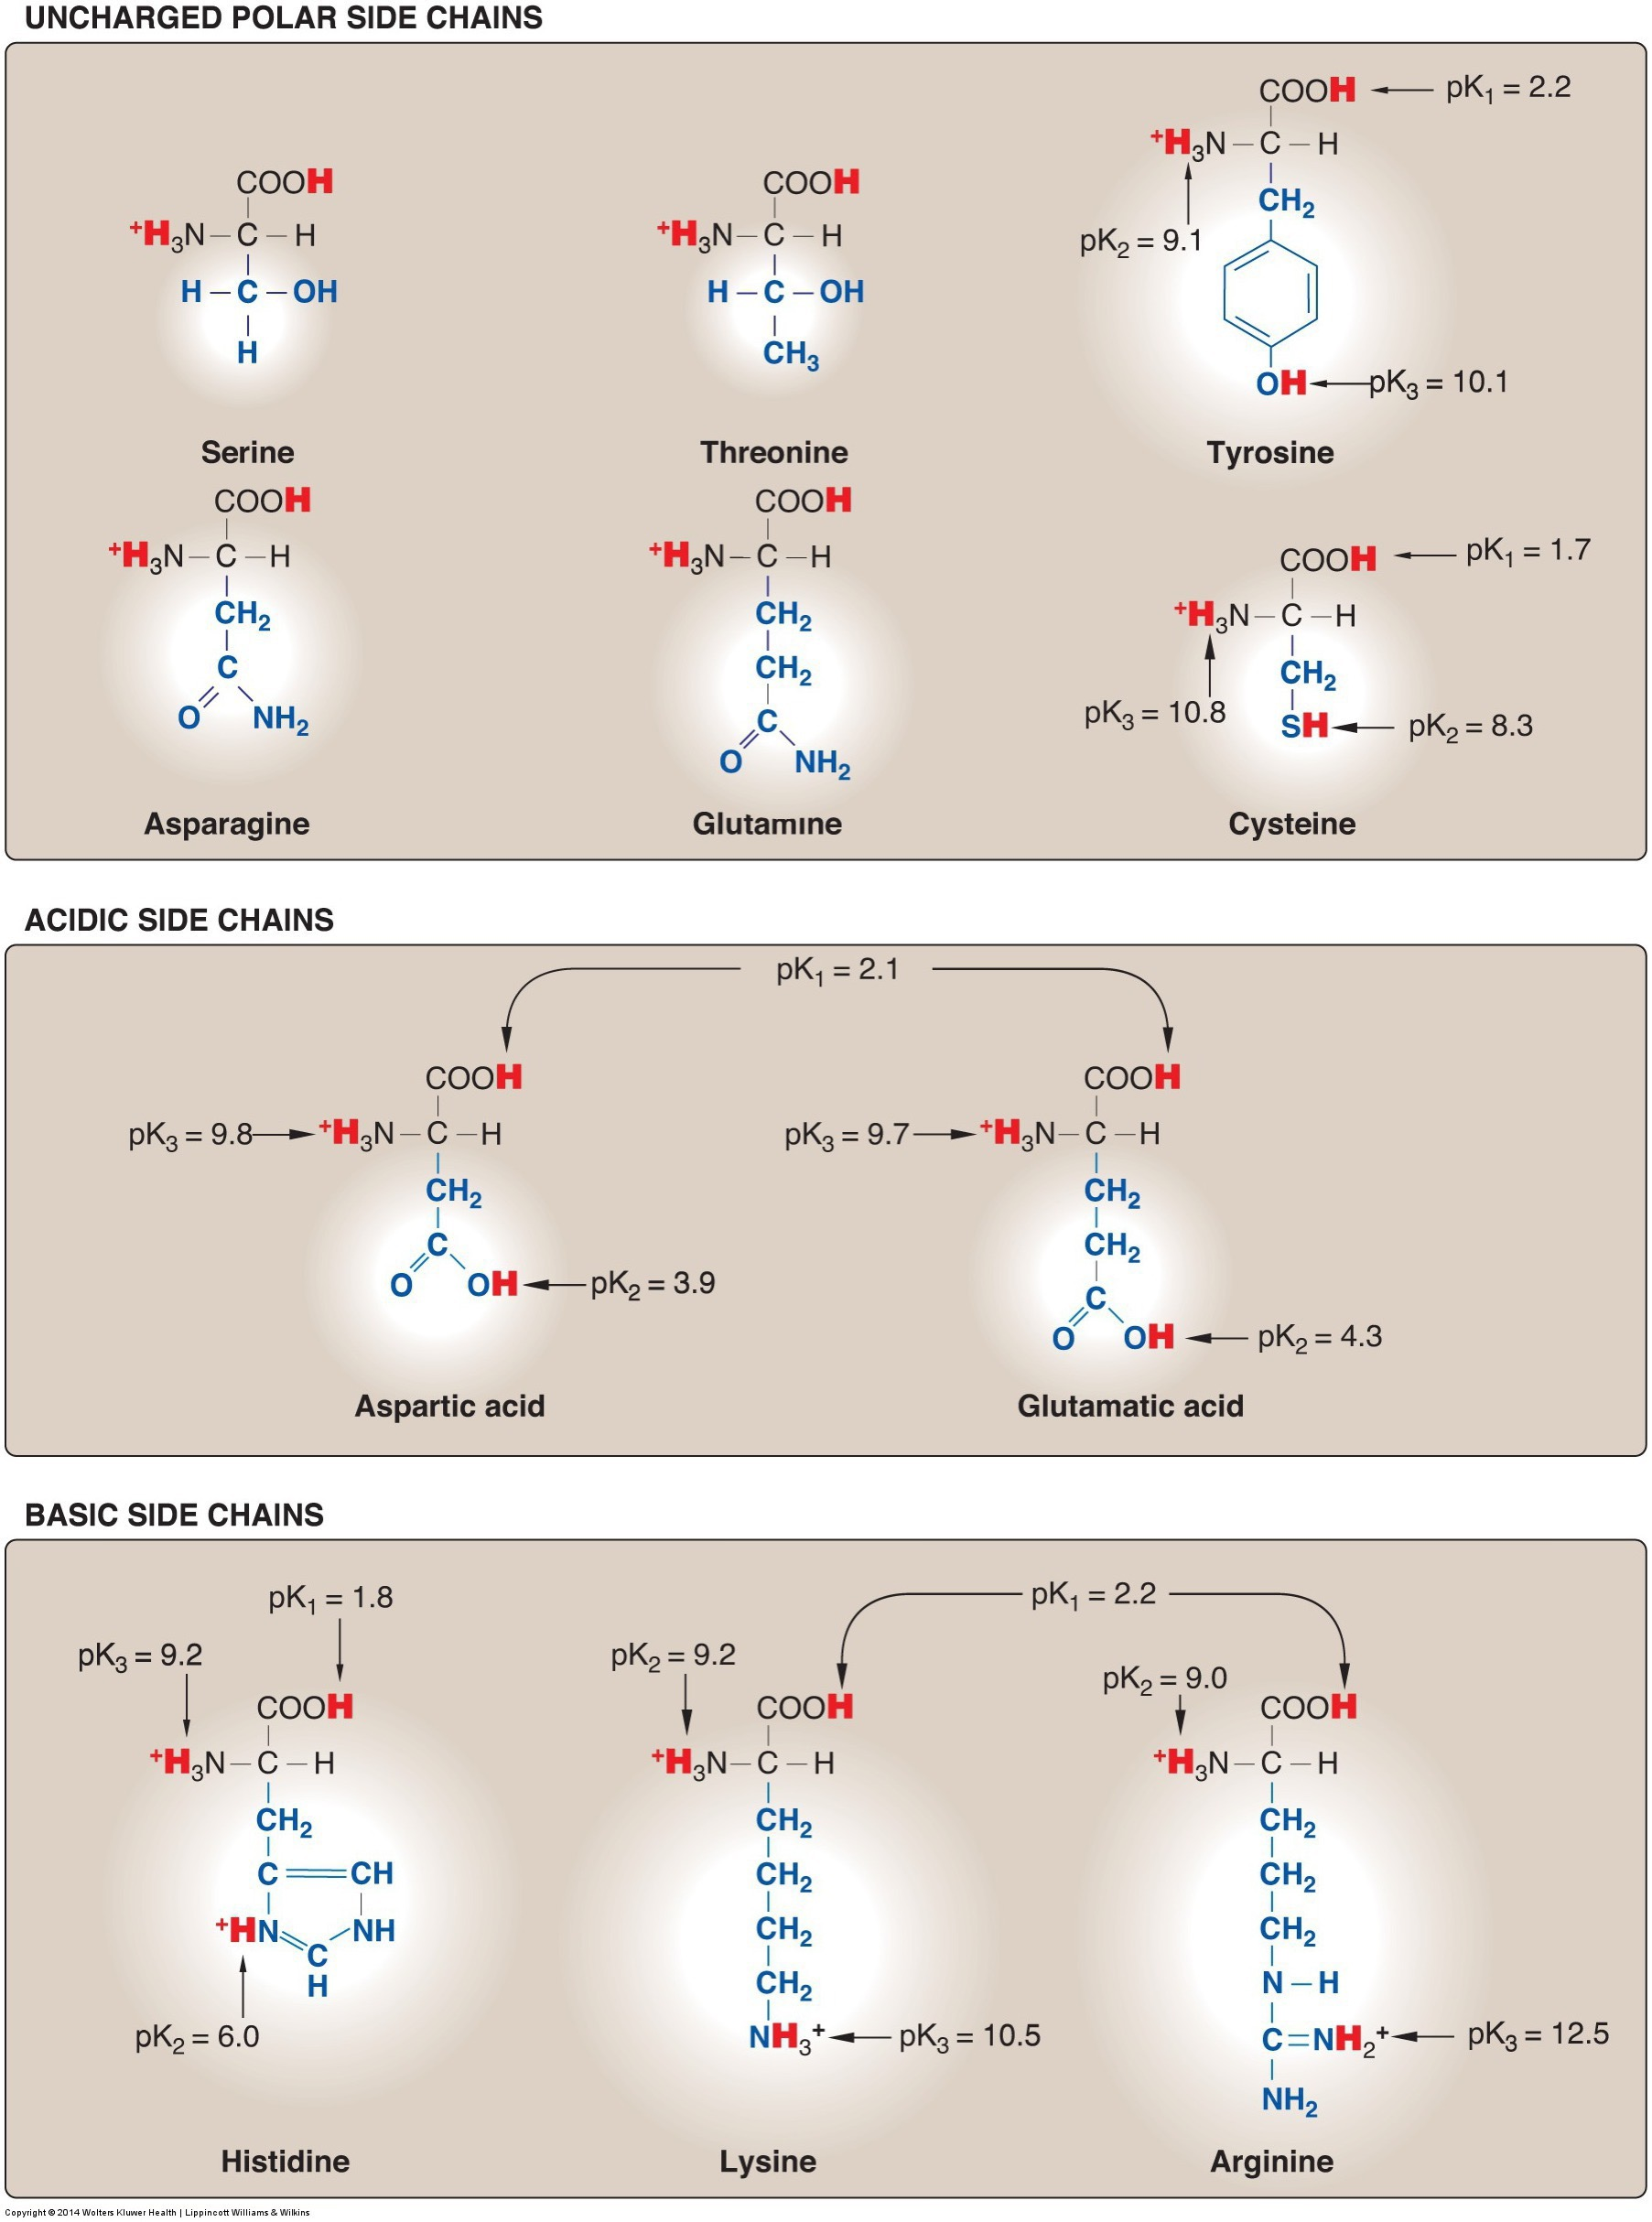 UNCHARGED POLAR SIDE CHAINS
COOH
+H3N C H
H C OH
H
Serine
COOH
+H3N C H
H C OH
CH3
Threonine
COOH
pK1 = 2.2
+H3N C H
pK2 = 9.1
CH2
OH
pK3 = 10.1
Tyrosine
COOH
+H3N C H
CH2
C
O NH2
Asparagine
COOH
+H3N C H
CH2
CH2
C
O NH2
Glutamine
COOH
pK1 = 1.7
+H3N C H
CH2
pK3 = 10.8
SH
pK2 = 8.3
Cysteine
ACIDIC SIDE CHAINS
pK1 = 2.1
COOH
pK3 = 9.8
+H3N C H
CH2
C
O OH
pK2 = 3.9
Aspartic acid
COOH
pK3 = 9.7
+H3N C H
CH2
CH2
C
O OH
pK2 = 4.3
Glutamatic acid
BASIC SIDE CHAINS
pK1 = 1.8
pK3 = 9.2
COOH
+H3N C H
CH2
C CH
+HN NH
C
H
pK2 = 6.0
Histidine
pK1 = 2.2
pK2 = 9.2
COOH
+H3N C H
CH2
CH2
CH2
CH2
NH3+
pK3 = 10.5
Lysine
pK2 = 9.0
COOH
+H3N C H
CH2
CH2
CH2
N H
C=NH2+
pK3 = 12.5
NH2
Arginine
Copyright © 2014 Wolters Kluwer Health | Lippincott Williams & Wilkins